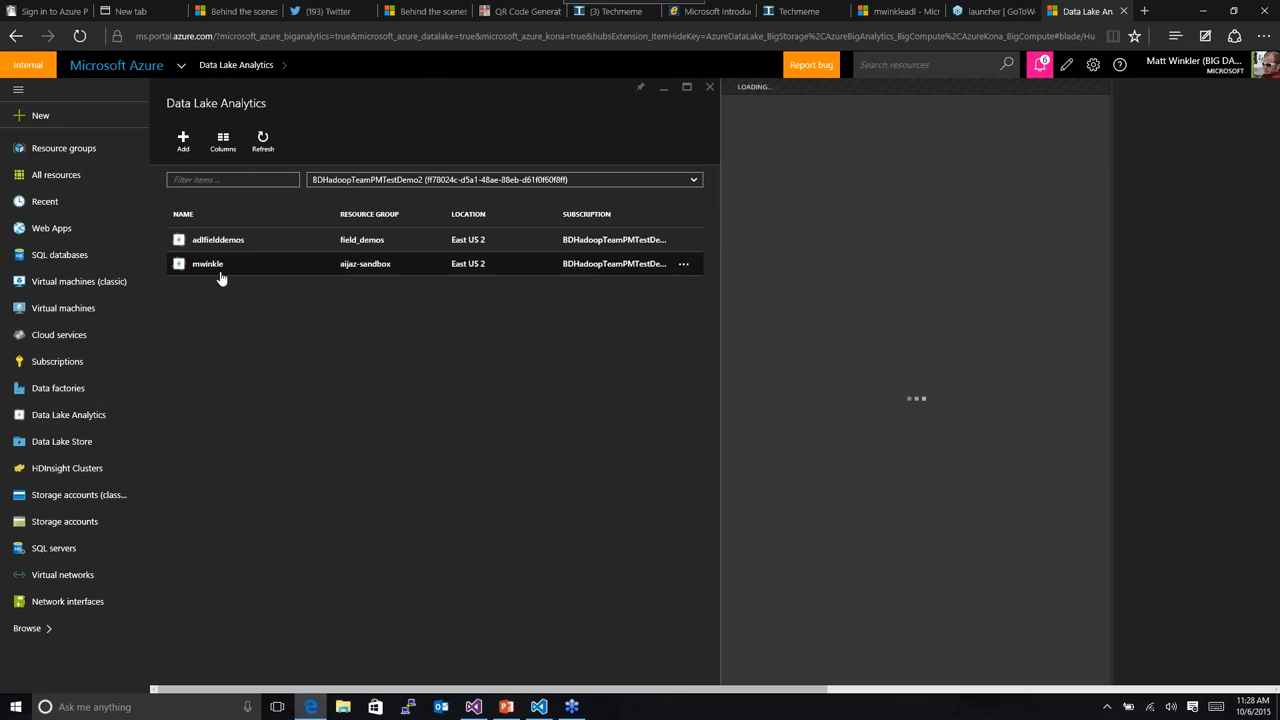 Sign in to Azure P
New tab
Behind the scenes
(193) Twitter
Behind the scenes
QR Code Generat
(3) Techmeme
Microsoft Introdu
Techmeme
mwinkleadl - Micr
launcher | GoToWe
Data Lake An
ms.portal.azure.com/?microsoft_azure_biganalytics=true&microsoft_azure_datalake=true&microsoft_azure_kona=true&hubsExtension_ItemHideKey=AzureDataLake_BigStorage%2CAzureBigAnalytics_BigCompute%2CAzureKona_BigCompute#blade/Hu
Internal
Microsoft Azure
Data Lake Analytics
Report bug
Search resources
6
Matt Winkler (BIG DA...
MICROSOFT
New
Resource groups
All resources
Recent
Web Apps
SQL databases
Virtual machines (classic)
Virtual machines
Cloud services
Subscriptions
Data factories
Data Lake Analytics
Data Lake Store
HDInsight Clusters
Storage accounts (class...
Storage accounts
SQL servers
Virtual networks
Network interfaces
Browse
Data Lake Analytics
Add
Columns
Refresh
Filter items ...
BDHadoopTeamPMTestDemo2 (ff78024c-d5a1-48ae-88eb-d61f0f60f8ff)
NAME RESOURCE GROUP LOCATION SUBSCRIPTION
adlfielddemos field_demos East US 2 BDHadoopTeamPMTestDe...
mwinkle aijaz-sandbox East US 2 BDHadoopTeamPMTestDe... ...
LOADING...
Ask me anything
11:28 AM
10/6/2015